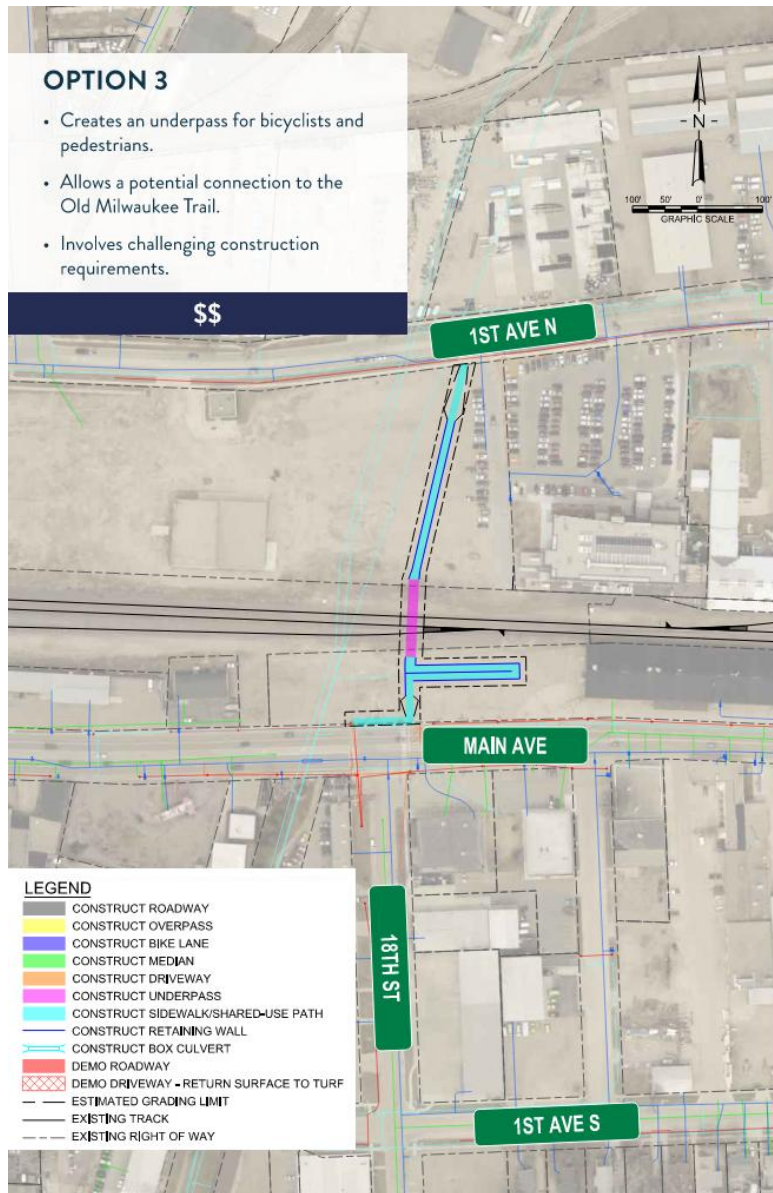 OPTION 3
• Creates an underpass for bicyclists and
pedestrians.
• Allows a potential connection to the
Old Milwaukee Trail.
• Involves challenging construction
requirements.
$$
- N -
100' 50' 0' 100'
GRAPHIC SCALE
1ST AVE N
MAIN AVE
18TH ST
1ST AVE S
LEGEND
CONSTRUCT ROADWAY
CONSTRUCT OVERPASS
CONSTRUCT BIKE LANE
CONSTRUCT MEDIAN
CONSTRUCT DRIVEWAY
CONSTRUCT UNDERPASS
CONSTRUCT SIDEWALK/SHARED-USE PATH
CONSTRUCT RETAINING WALL
CONSTRUCT BOX CULVERT
DEMO ROADWAY
DEMO DRIVEWAY - RETURN SURFACE TO TURF
ESTIMATED GRADING LIMIT
EXISTING TRACK
EXISTING RIGHT OF WAY